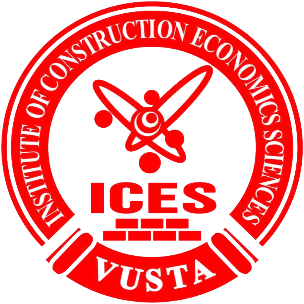 INSTITUTE OF CONSTRUCTION ECONOMICS SCIENCES
ICES
VUSTA